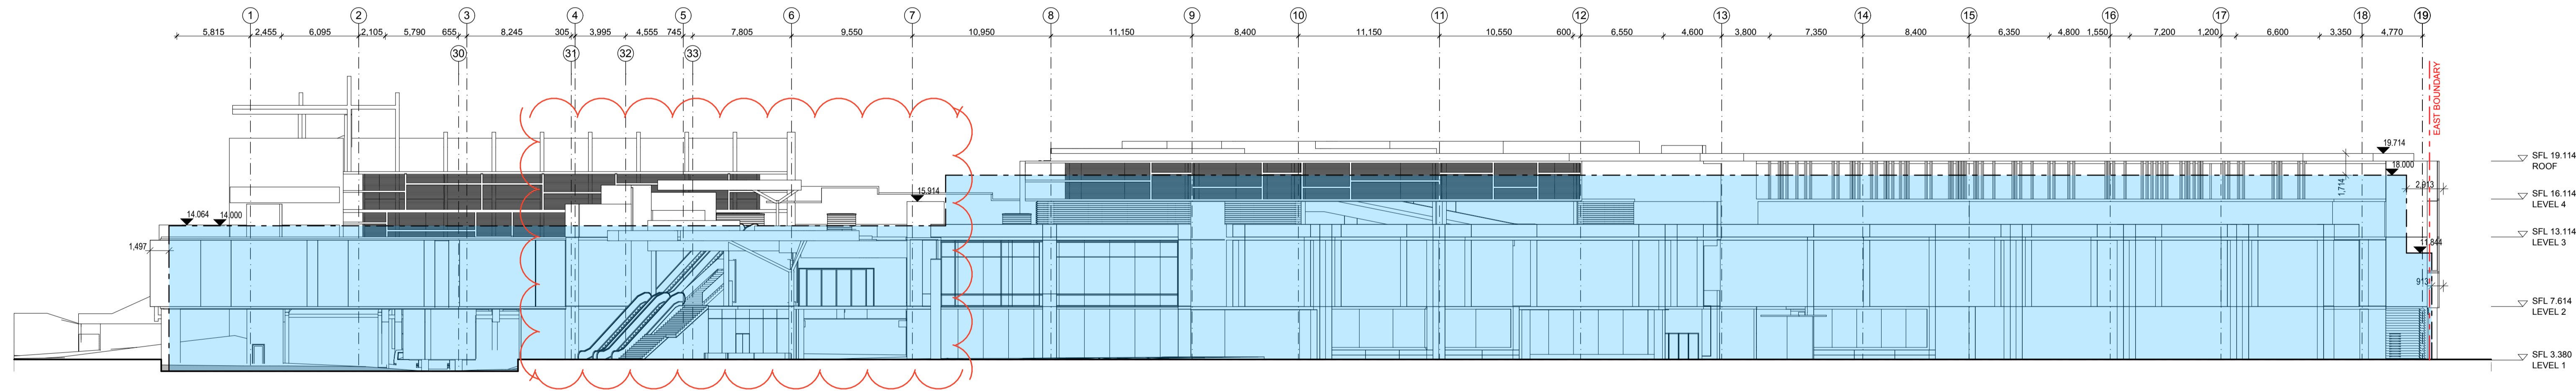 1 2 3 4 5 6 7 8 9 10 11 12 13 14 15 16 17 18 19
5,815 2,455 6,095 2,105 5,790 655 8,245 305 3,995 4,555 745 7,805 9,550 10,950 11,150 8,400 11,150 10,550 600 6,550 4,600 3,800 7,350 8,400 6,350 4,800 1,550 7,200 1,200 6,600 3,350 4,770
30 31 32 33
EAST BOUNDARY
19.714
SFL 19.114
ROOF
18.000
1,714
2,913
15.914
SFL 16.114
LEVEL 4
14.064 14.000
SFL 13.114
LEVEL 3
1,497
11.844
913
SFL 7.614
LEVEL 2
SFL 3.380
LEVEL 1